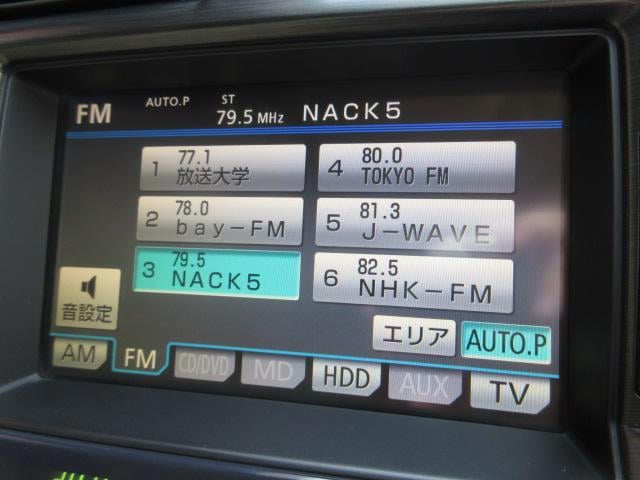 FM AUTO.P ST 79.5 MHz NACK5
1 77.1 放送大学
4 80.0 TOKYO FM
2 78.0 bay-FM
5 81.3 J-WAVE
3 79.5 NACK5
6 82.5 NHK-FM
音設定
エリア AUTO.P
AM FM CD/DVD MD HDD AUX TV